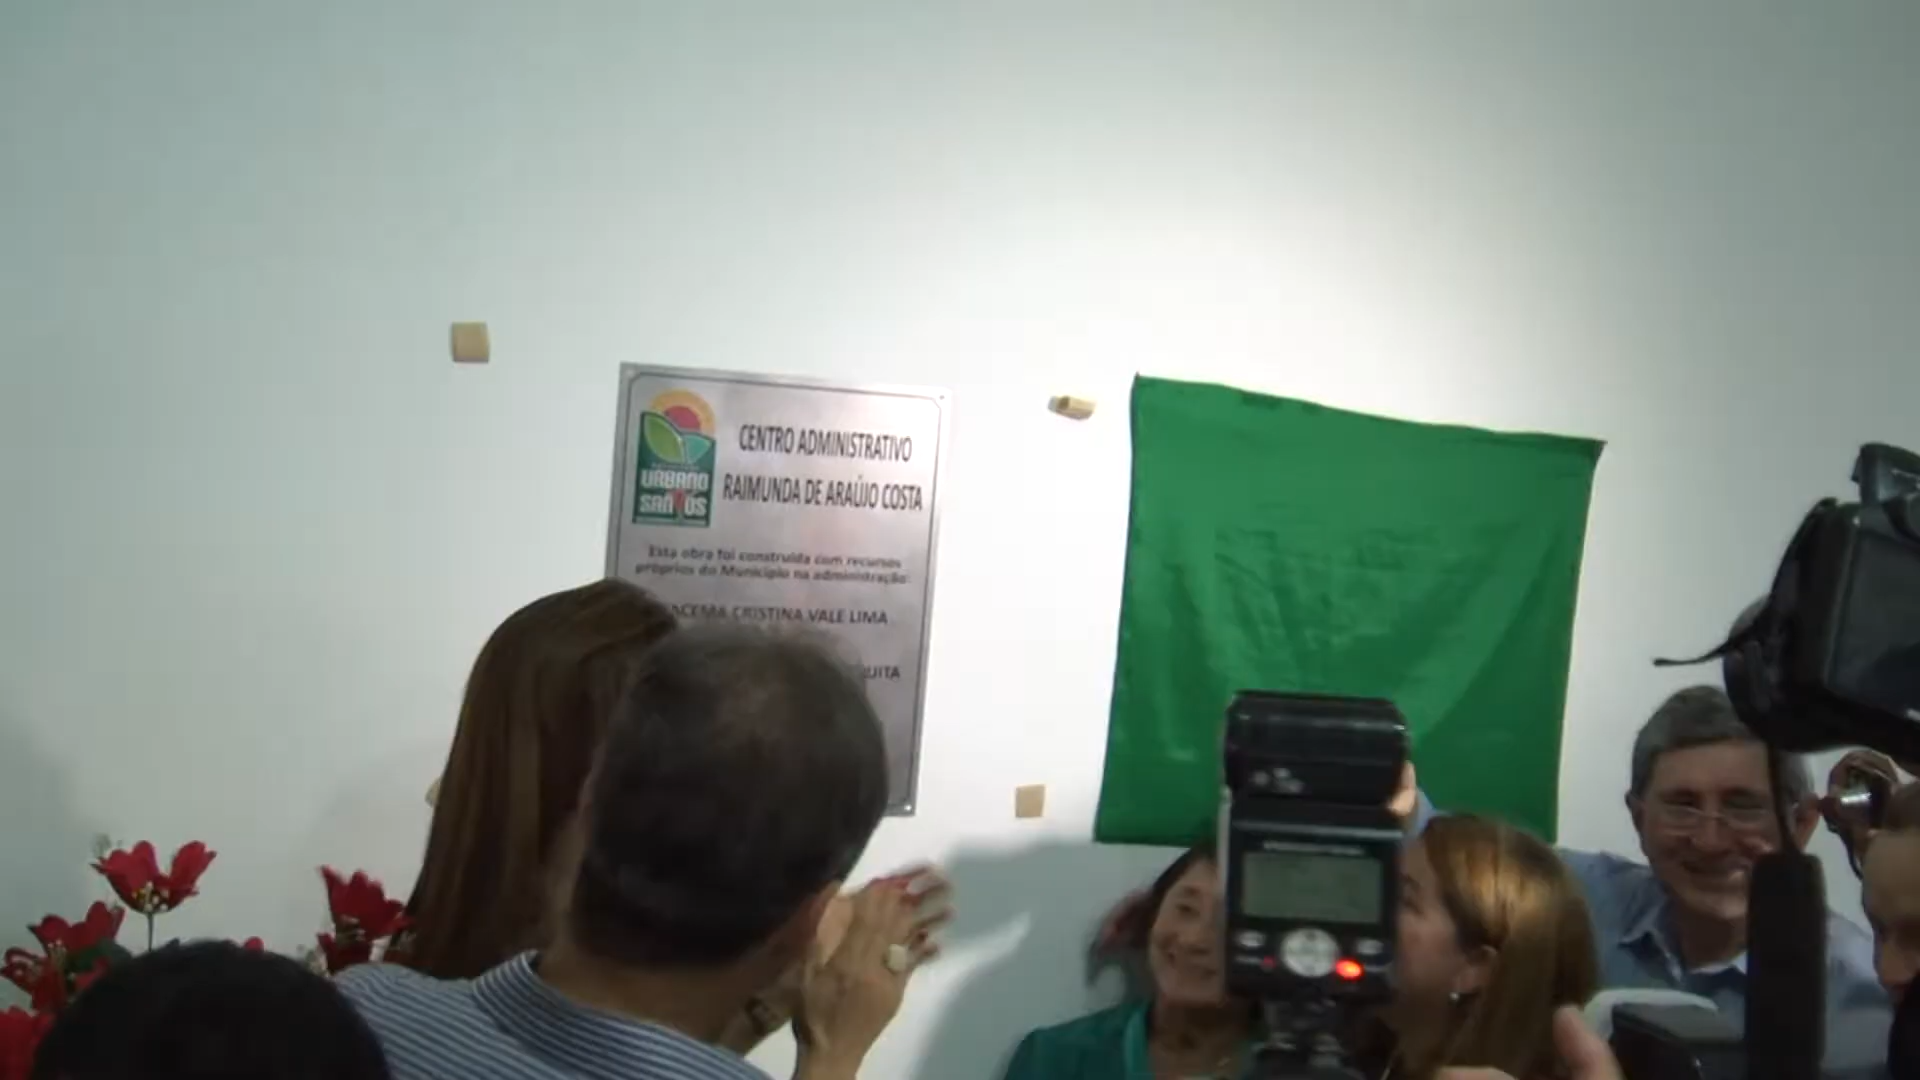 CENTRO ADMINISTRATIVO
RAIMUNDA DE ARAÚJO COSTA
URBANO
SANTOS
Esta obra foi construída com recursos
próprios do Município na administração:
CRISTINA VALE LIMA